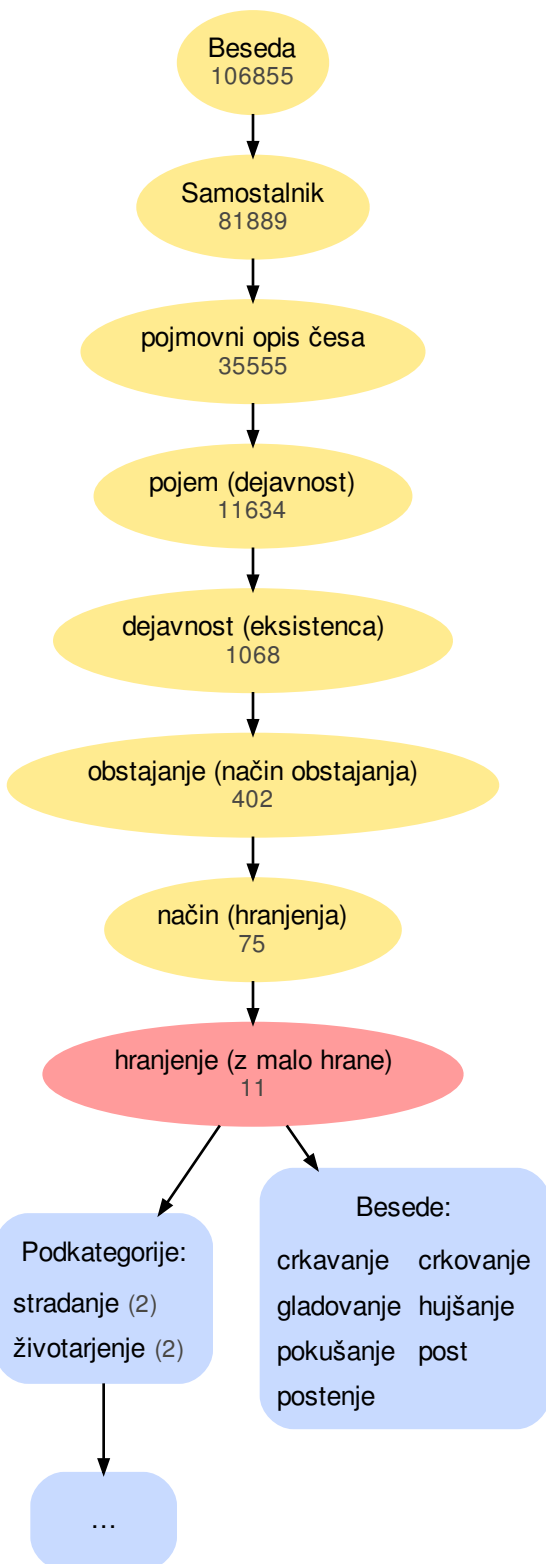 Beseda
106855
Samostalnik
81889
pojmovni opis česa
35555
pojem (dejavnost)
11634
dejavnost (eksistenca)
1068
obstajanje (način obstajanja)
402
način (hranjenja)
75
hranjenje (z malo hrane)
11
Podkategorije:
stradanje (2)
životarjenje (2)
...
Besede:
crkavanje crkovanje
gladovanje hujšanje
pokušanje post
postenje